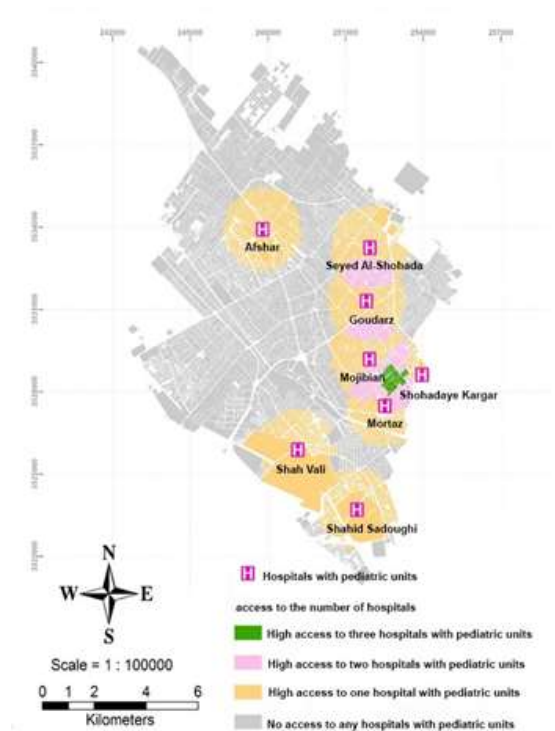 H
Afshar
H
Seyed Al-Shohada
H
Goudarz
H
Mojibian
H
Shohadaye Kargar
H
Mortaz
H
Shah Vali
H
Shahid Sadoughi
N
W E
S
Scale = 1 : 100000
0 1 2 4 6
Kilometers
H Hospitals with pediatric units
access to the number of hospitals
High access to three hospitals with pediatric units
High access to two hospitals with pediatric units
High access to one hospital with pediatric units
No access to any hospitals with pediatric units